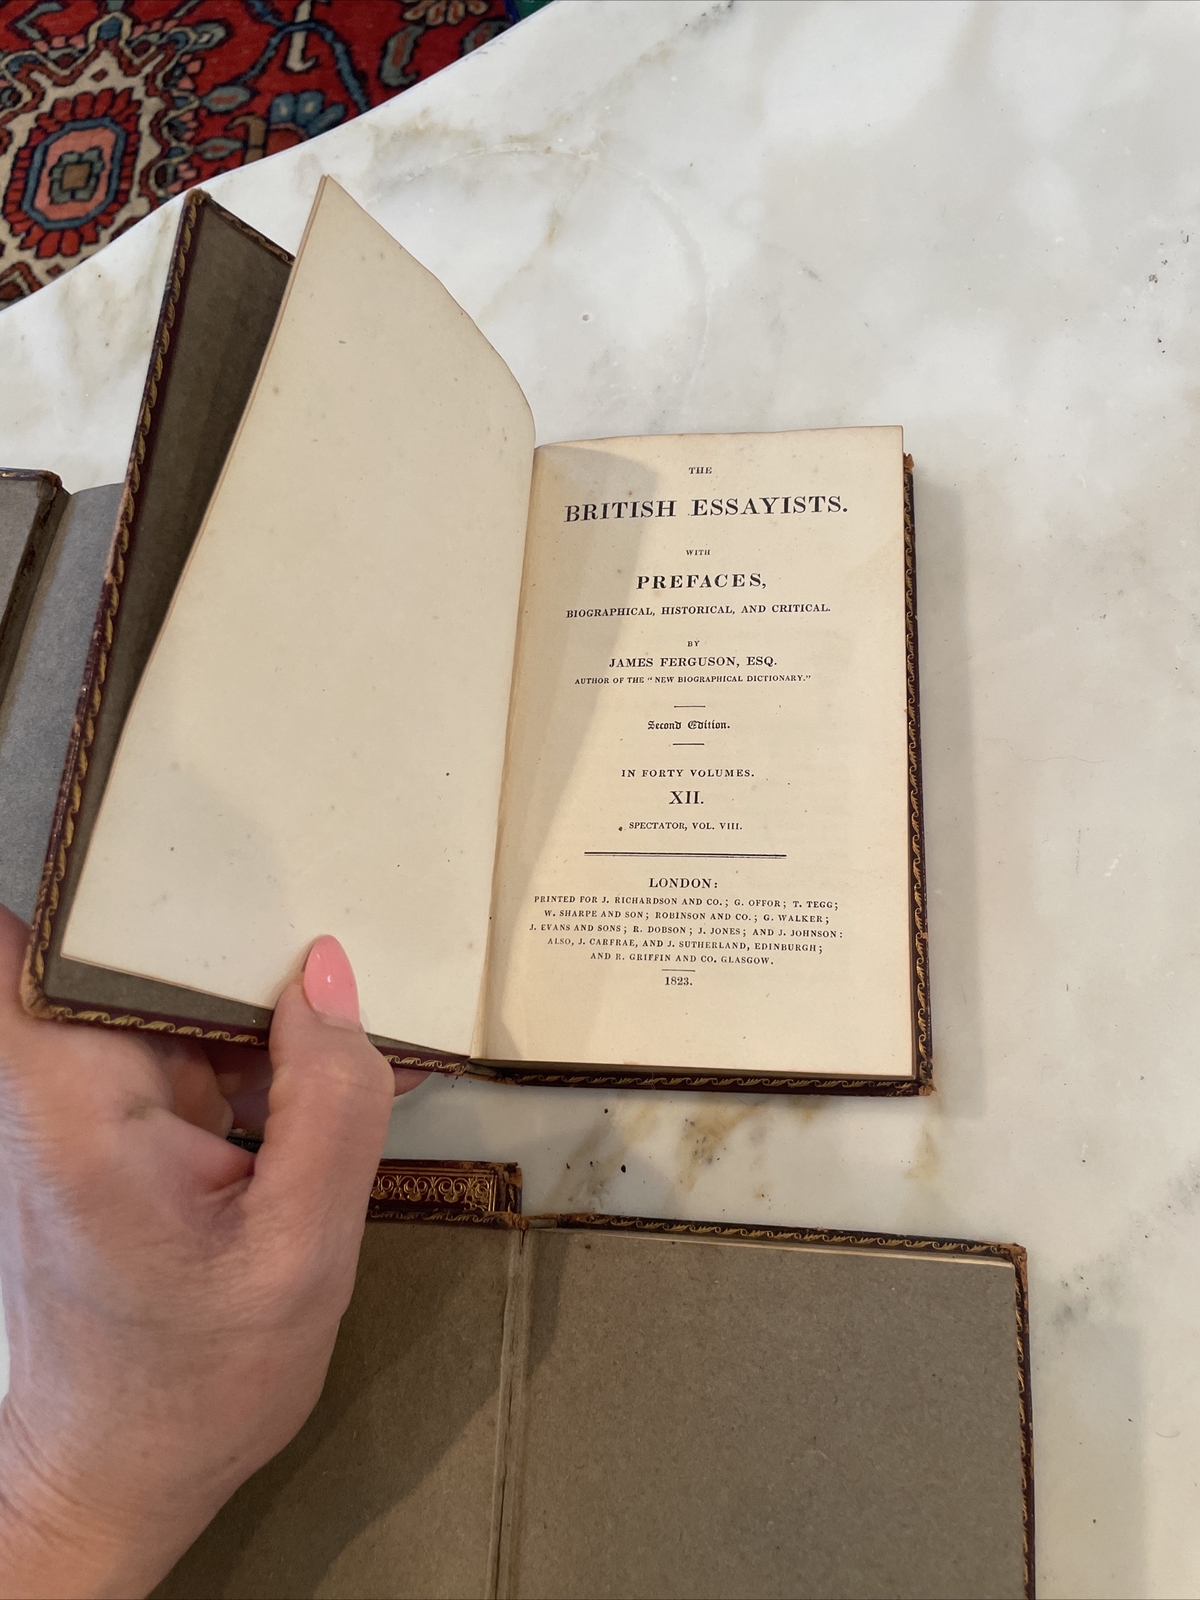 THE
BRITISH ESSAYISTS.
WITH
PREFACES,
BIOGRAPHICAL, HISTORICAL, AND CRITICAL.
BY
JAMES FERGUSON, ESQ.
AUTHOR OF THE "NEW BIOGRAPHICAL DICTIONARY."
Second Edition.
IN FORTY VOLUMES.
XII.
SPECTATOR, VOL. VIII.
LONDON:
PRINTED FOR J. RICHARDSON AND CO.; G. OFFOR; T. TEGG;
W. SHARPE AND SON; ROBINSON AND CO.; G. WALKER;
J. EVANS AND SONS; R. DOBSON; J. JONES; AND J. JOHNSON:
ALSO, J. CARFRAE, AND J. SUTHERLAND, EDINBURGH;
AND R. GRIFFIN AND CO. GLASGOW.
1823.